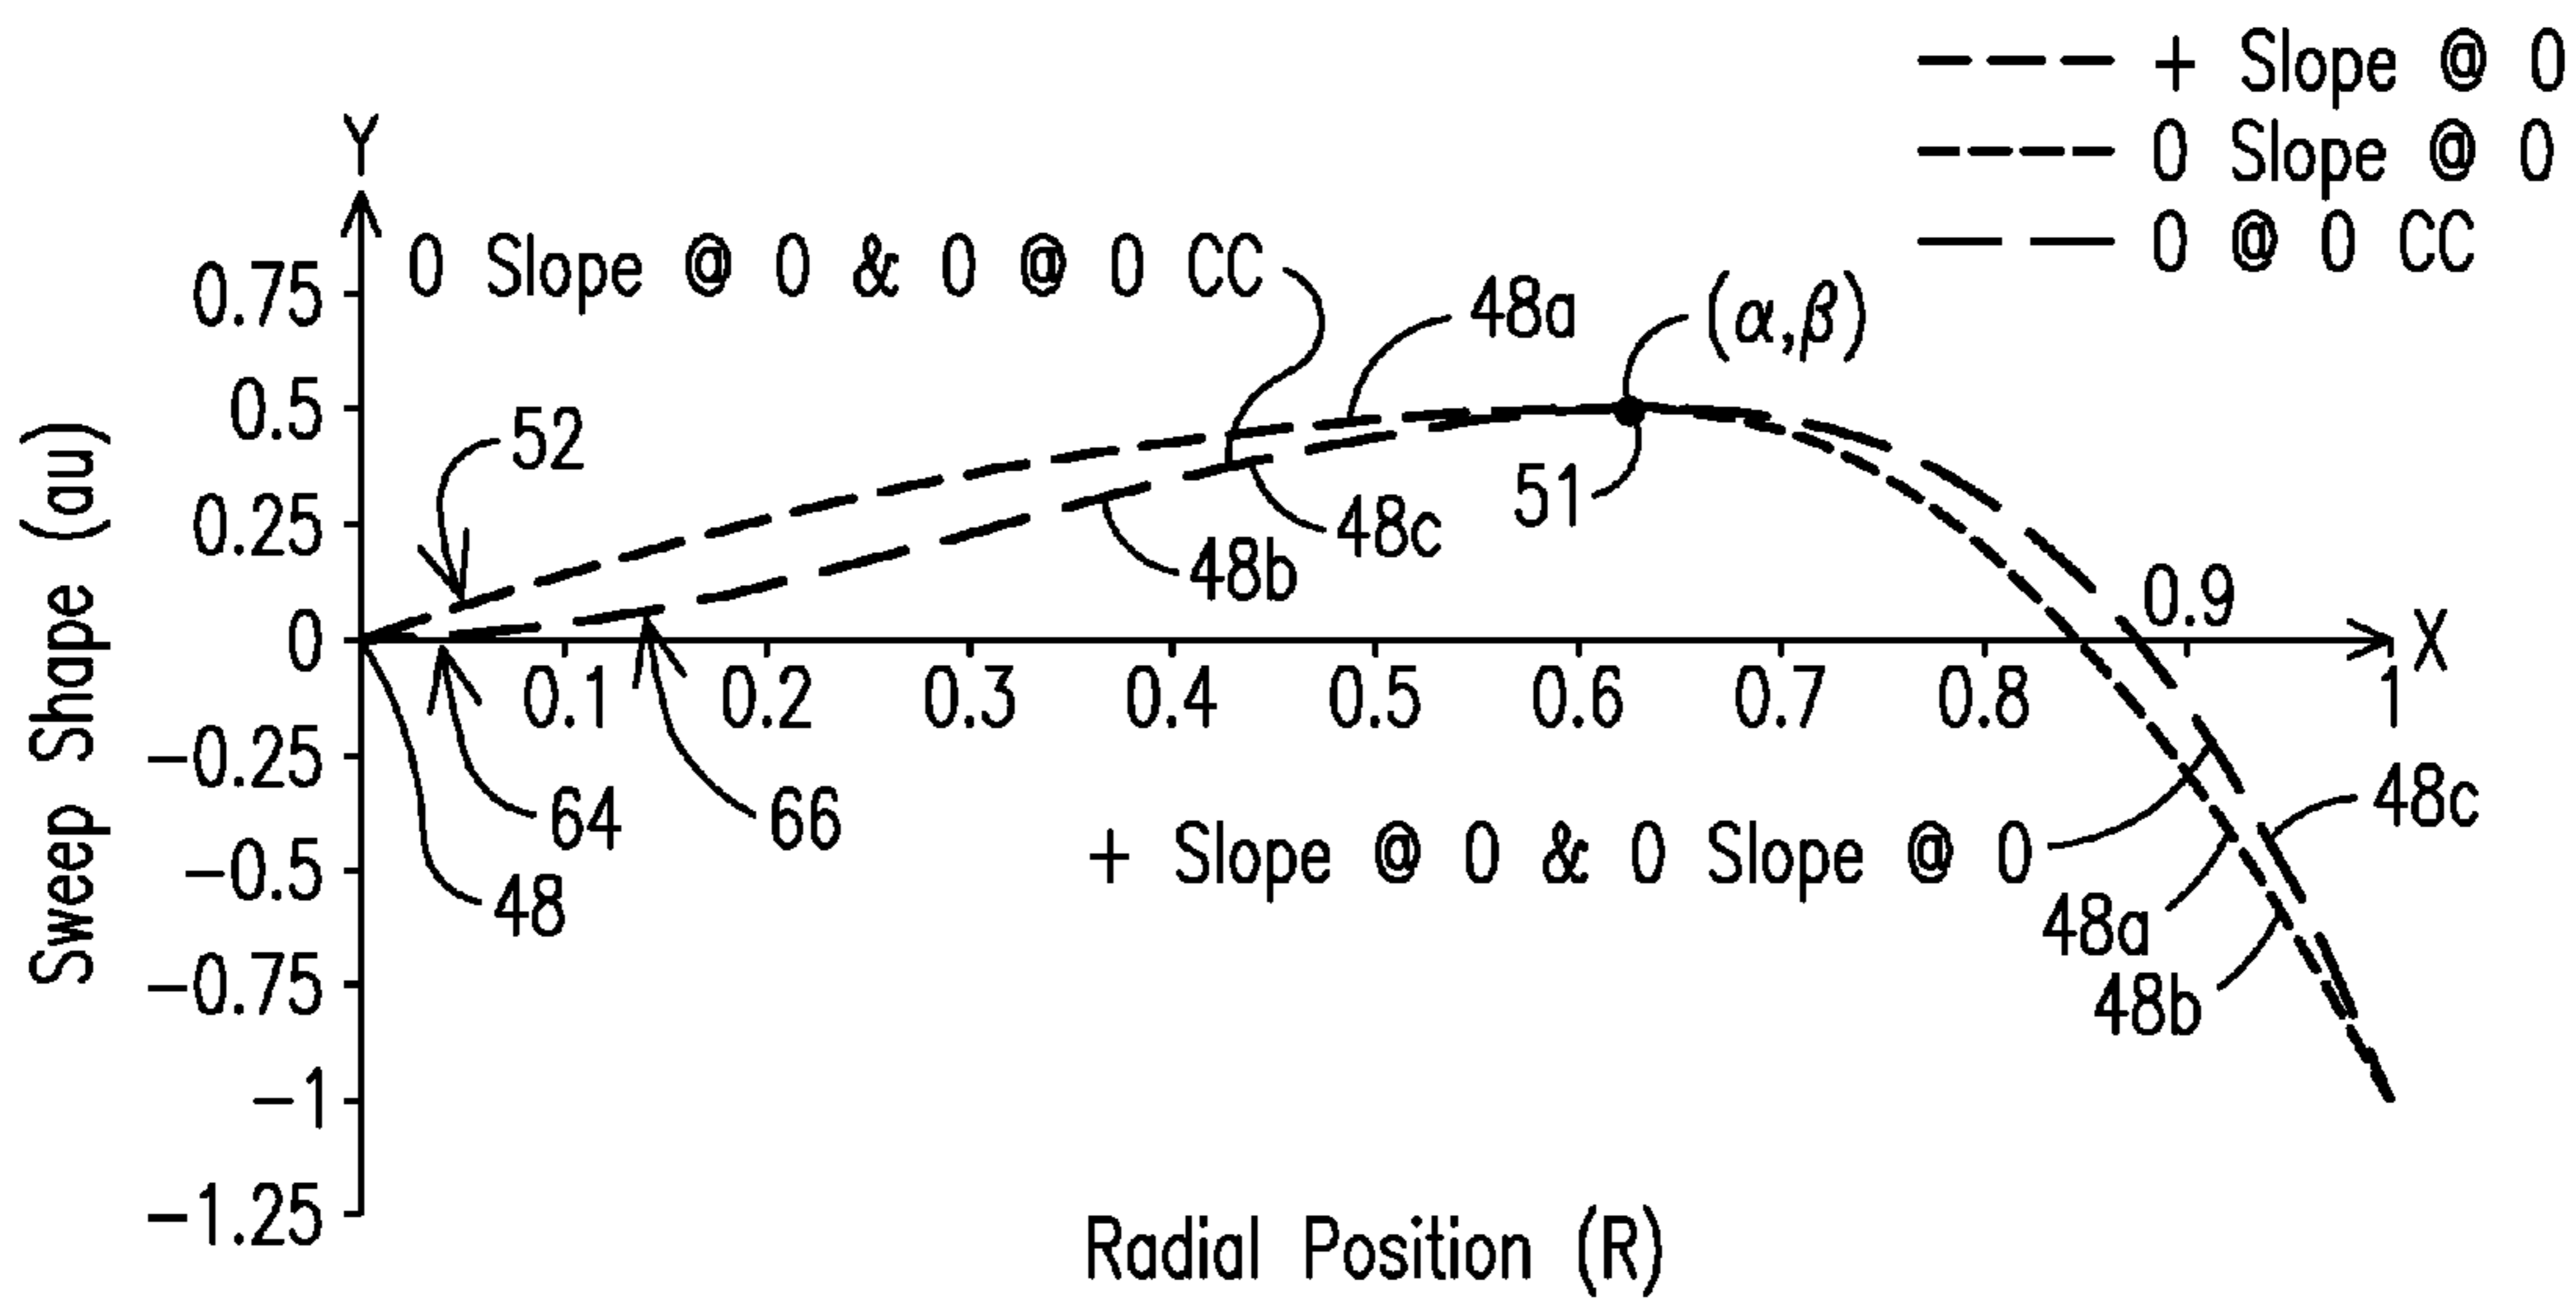 + Slope @ 0
0 Slope @ 0
0 @ 0 CC
Y
0 Slope @ 0 & 0 @ 0 CC
48a
(α,β)
0.75
0.5
0.25
0
-0.25
-0.5
-0.75
-1
-1.25
Sweep Shape (au)
52
51
48c
48b
0.9
X
0.1
0.2
0.3
0.4
0.5
0.6
0.7
0.8
1
64
66
48
+ Slope @ 0 & 0 Slope @ 0
48c
48a
48b
Radial Position (R)